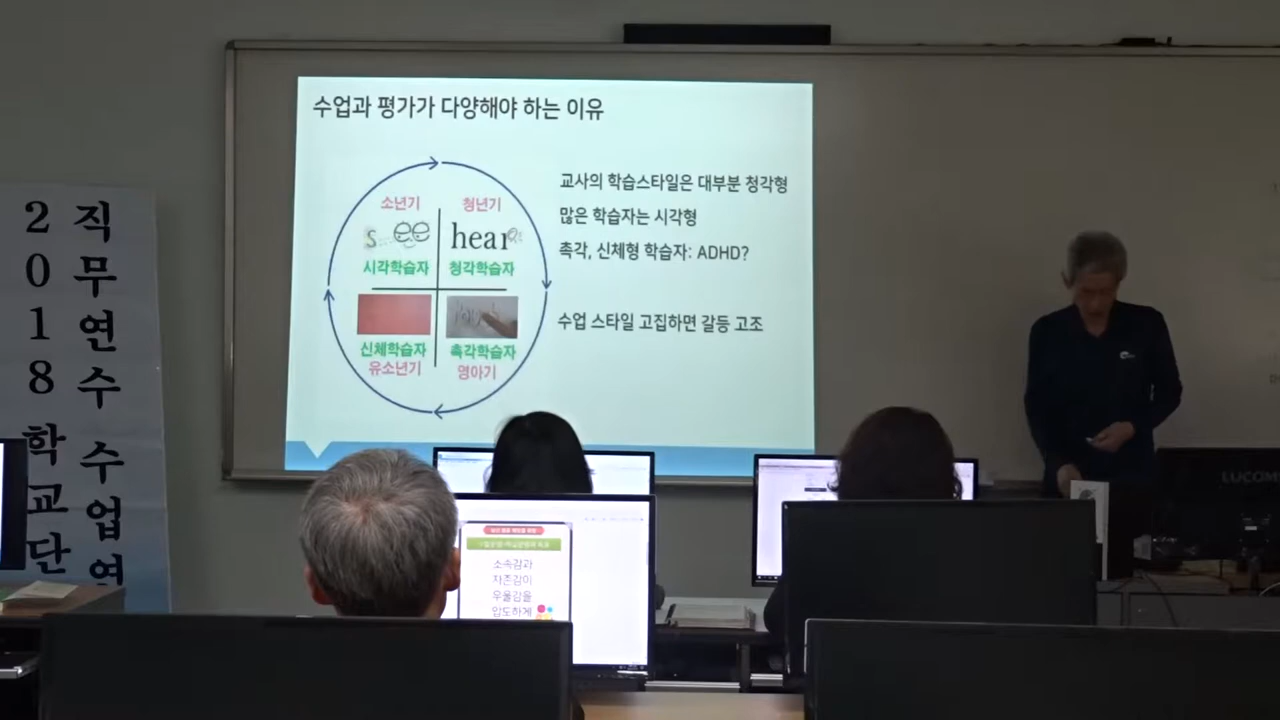 수업과 평가가 다양해야 하는 이유
소년기
청년기
see
hear
시각학습자
청각학습자
신체학습자
촉각학습자
유소년기
영아기
교사의 학습스타일은 대부분 청각형
많은 학습자는 시각형
촉각, 신체형 학습자: ADHD?
수업 스타일 고집하면 갈등 고조
직무연수 수업연
2018 학교단
소속감과
자존감이
우울감을
압도하게
LUCOM